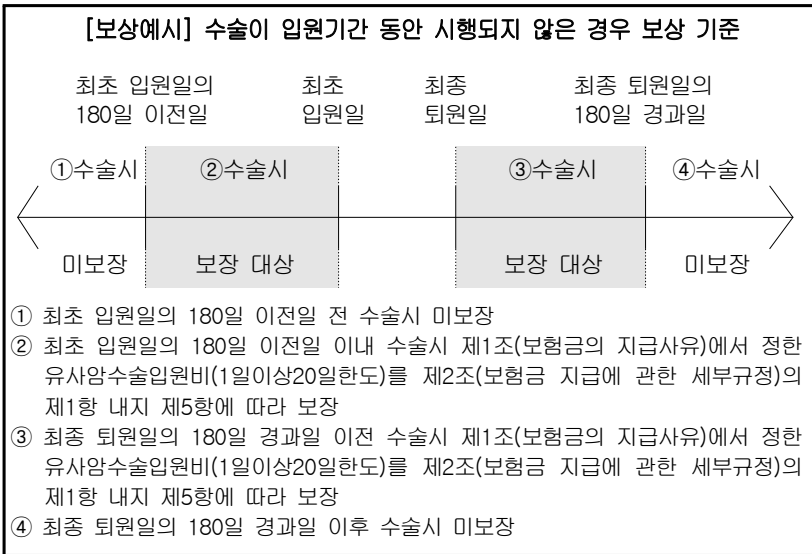 [보상예시] 수술이 입원기간 동안 시행되지 않은 경우 보상 기준
최초 입원일의 최초 최종 최종 퇴원일의
180일 이전일 입원일 퇴원일 180일 경과일
①수술시 ②수술시 ③수술시 ④수술시
미보장 보장 대상 보장 대상 미보장
① 최초 입원일의 180일 이전일 전 수술시 미보장
② 최초 입원일의 180일 이전일 이내 수술시 제1조(보험금의 지급사유)에서 정한
유사암수술입원비(1일이상20일한도)를 제2조(보험금 지급에 관한 세부규정)의
제1항 내지 제5항에 따라 보장
③ 최종 퇴원일의 180일 경과일 이전 수술시 제1조(보험금의 지급사유)에서 정한
유사암수술입원비(1일이상20일한도)를 제2조(보험금 지급에 관한 세부규정)의
제1항 내지 제5항에 따라 보장
④ 최종 퇴원일의 180일 경과일 이후 수술시 미보장